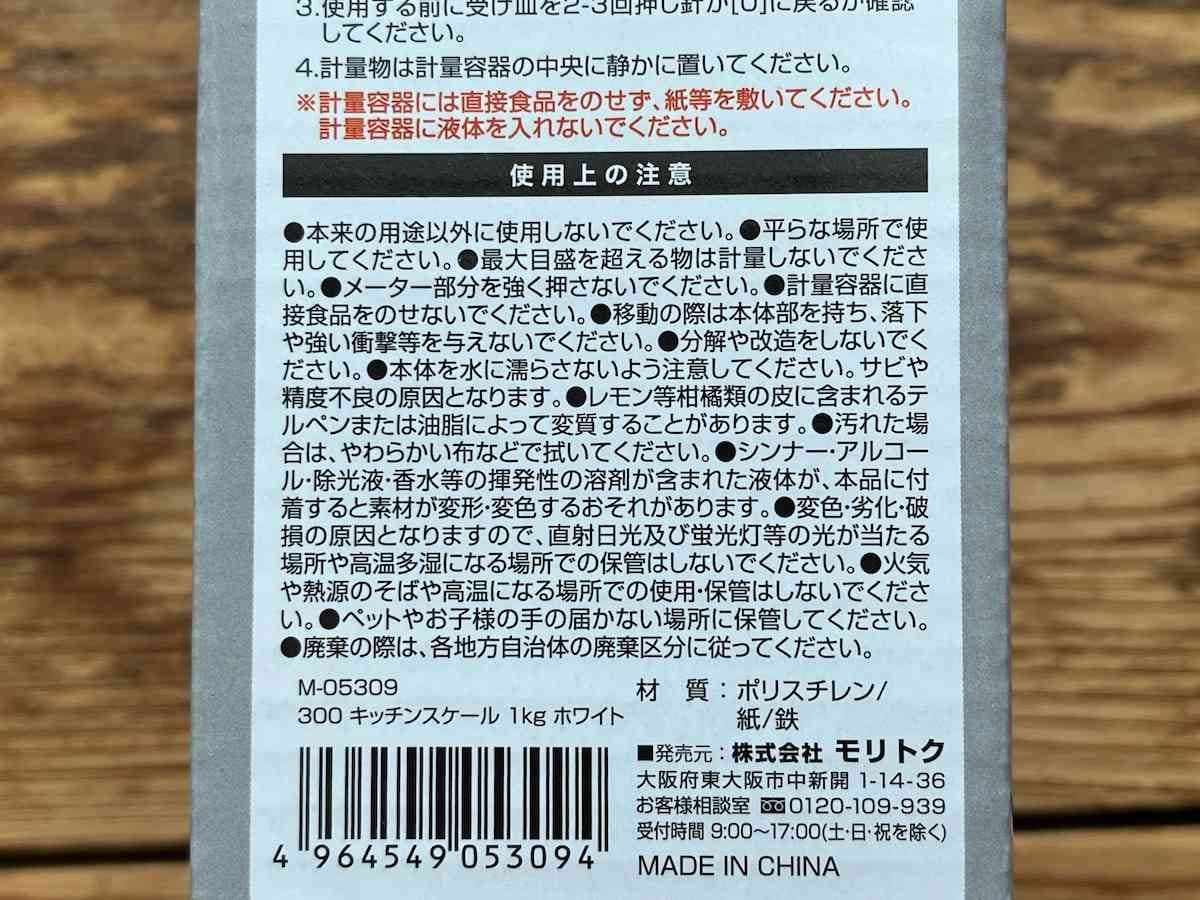 3.使用する前に受け皿を2-3回押し針が[0]に戻るか確認
してください。
4.計量物は計量容器の中央に静かに置いてください。
※計量容器には直接食品をのせず、紙等を敷いてください。
計量容器に液体を入れないでください。
使用上の注意
●本来の用途以外に使用しないでください。●平らな場所で使
用してください。●最大目盛を超える物は計量しないでくださ
い。●メーター部分を強く押さないでください。●計量容器に直
接食品をのせないでください。●移動の際は本体部を持ち、落下
や強い衝撃等を与えないでください。●分解や改造をしないでく
ださい。●本体を水に濡らさないよう注意してください。サビや
精度不良の原因となります。●レモン等柑橘類の皮に含まれるテ
ルペンまたは油脂によって変質することがあります。●汚れた場
合は、やわらかい布などで拭いてください。●シンナー・アルコー
ル・除光液・香水等の揮発性の溶剤が含まれた液体が、本品に付
着すると素材が変形・変色するおそれがあります。●変色・劣化・破
損の原因となりますので、直射日光及び蛍光灯等の光が当たる
場所や高温多湿になる場所での保管はしないでください。●火気
や熱源のそばや高温になる場所での使用・保管はしないでくださ
い。●ペットやお子様の手の届かない場所に保管してください。
●廃棄の際は、各地方自治体の廃棄区分に従ってください。
M-05309
300 キッチンスケール 1kg ホワイト
材 質：ポリスチレン/
紙/鉄
■発売元：株式会社 モリトク
大阪府東大阪市中新開 1-14-36
お客様相談室 0120-109-939
受付時間 9:00～17:00(土・日・祝を除く)
MADE IN CHINA
4 964549 053094